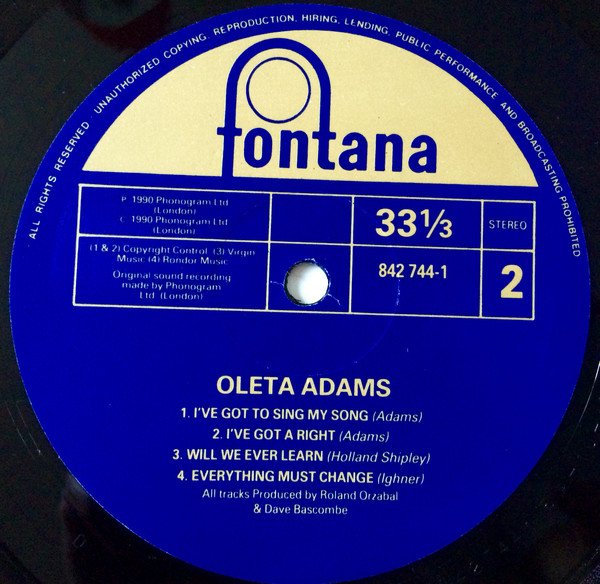 ALL RIGHTS RESERVED. UNAUTHORIZED COPYING, REPRODUCTION, HIRING, LENDING, PUBLIC PERFORMANCE AND BROADCASTING PROHIBITED
fontana
P 1990 Phonogram Ltd
(London)
C 1990 Phonogram Ltd
(London)
33⅓
STEREO
(1 & 2) Copyright Control (3) Virgin
Music (4) Rondor Music
Original sound recording
made by Phonogram
Ltd (London)
842 744-1
2
OLETA ADAMS
1. I'VE GOT TO SING MY SONG (Adams)
2. I'VE GOT A RIGHT (Adams)
3. WILL WE EVER LEARN (Holland Shipley)
4. EVERYTHING MUST CHANGE (Ighner)
All tracks Produced by Roland Orzabal
& Dave Bascombe